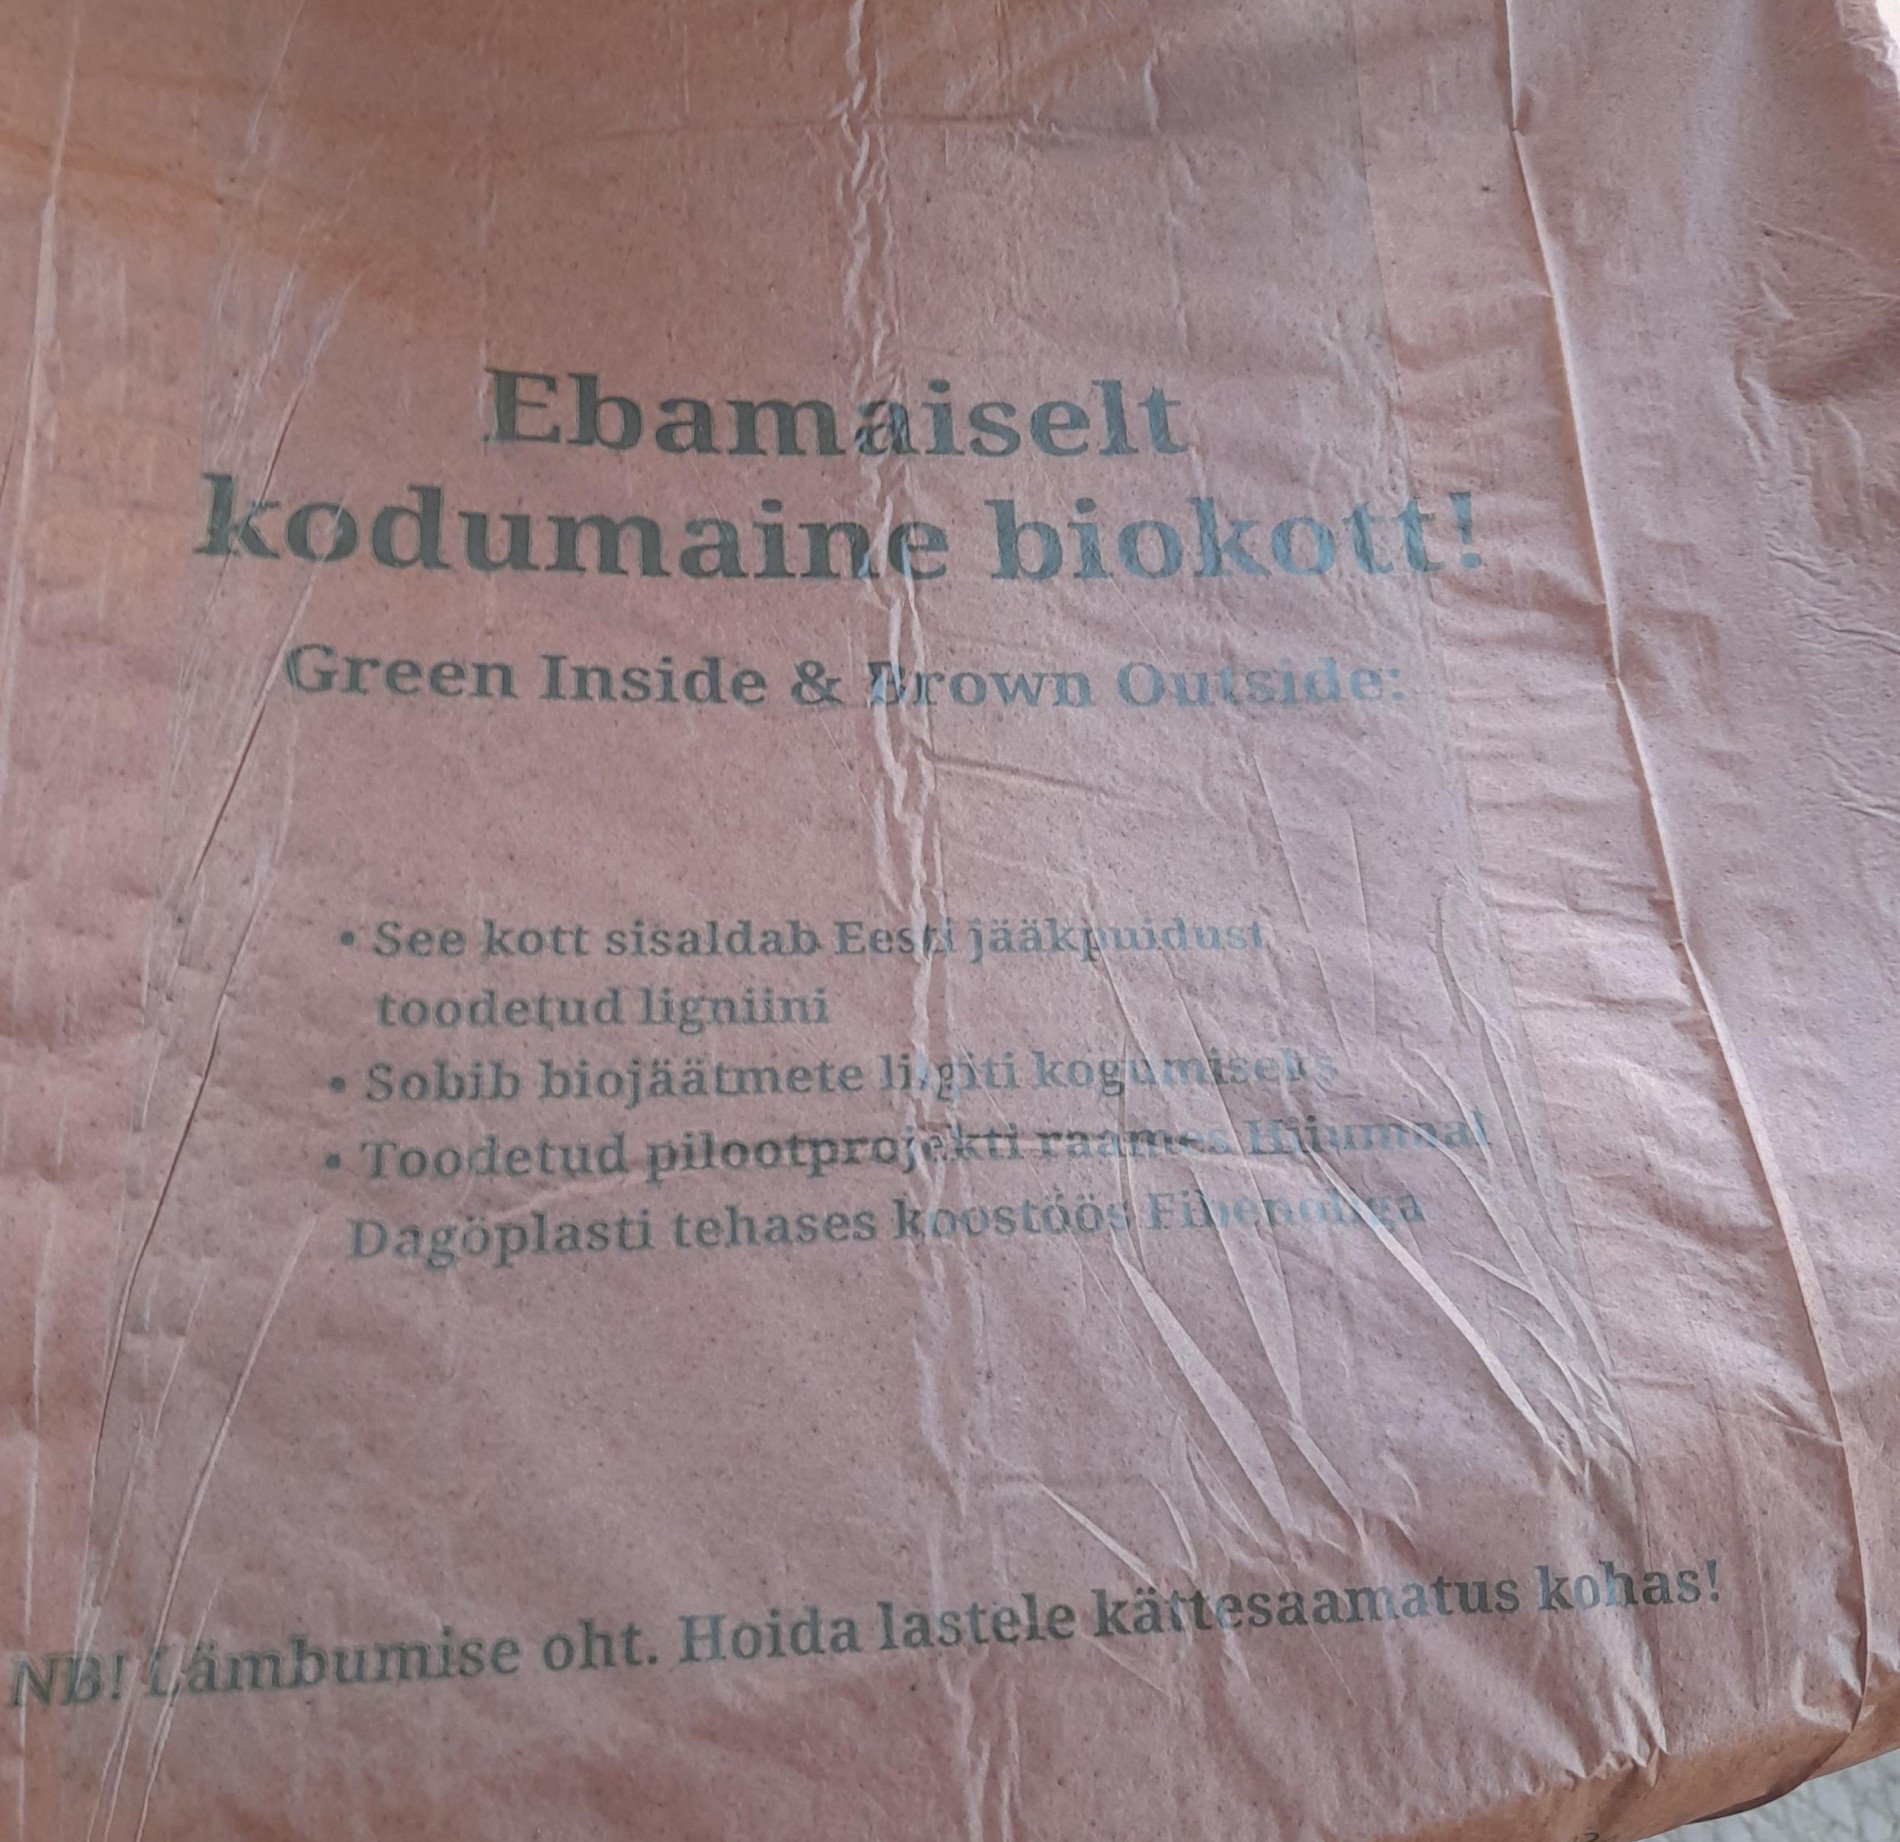 Ebamaiselt
kodumaine biokott!
Green Inside & Brown Outside:
• See kott sisaldab Eesti jääkpuidust
toodetud ligniini
• Sobib biojäätmete liigiti kogumiseks
• Toodetud pilootprojekti raames Hiiumaal
Dagöplasti tehases koostöös Fibenoliga
NB! Lämbumise oht. Hoida lastele kättesaamatus kohas!